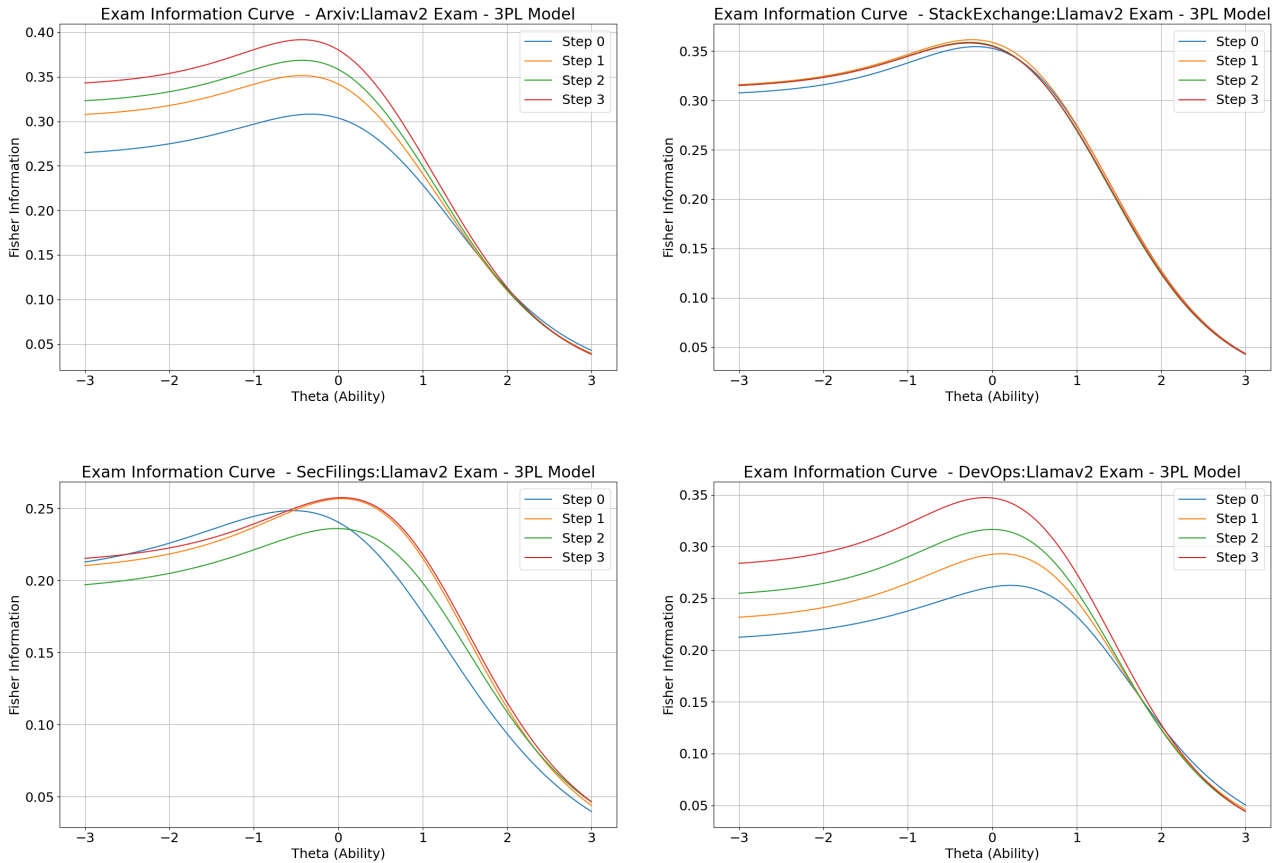 Exam Information Curve - Arxiv:Llamav2 Exam - 3PL Model
0.40
0.35
0.30
0.25
0.20
0.15
0.10
0.05
Fisher Information
−3
−2
−1
0
1
2
3
Theta (Ability)
Step 0
Step 1
Step 2
Step 3
Exam Information Curve - StackExchange:Llamav2 Exam - 3PL Model
0.35
0.30
0.25
0.20
0.15
0.10
0.05
Fisher Information
−3
−2
−1
0
1
2
3
Theta (Ability)
Step 0
Step 1
Step 2
Step 3
Exam Information Curve - SecFilings:Llamav2 Exam - 3PL Model
0.25
0.20
0.15
0.10
0.05
Fisher Information
−3
−2
−1
0
1
2
3
Theta (Ability)
Step 0
Step 1
Step 2
Step 3
Exam Information Curve - DevOps:Llamav2 Exam - 3PL Model
0.35
0.30
0.25
0.20
0.15
0.10
0.05
Fisher Information
−3
−2
−1
0
1
2
3
Theta (Ability)
Step 0
Step 1
Step 2
Step 3